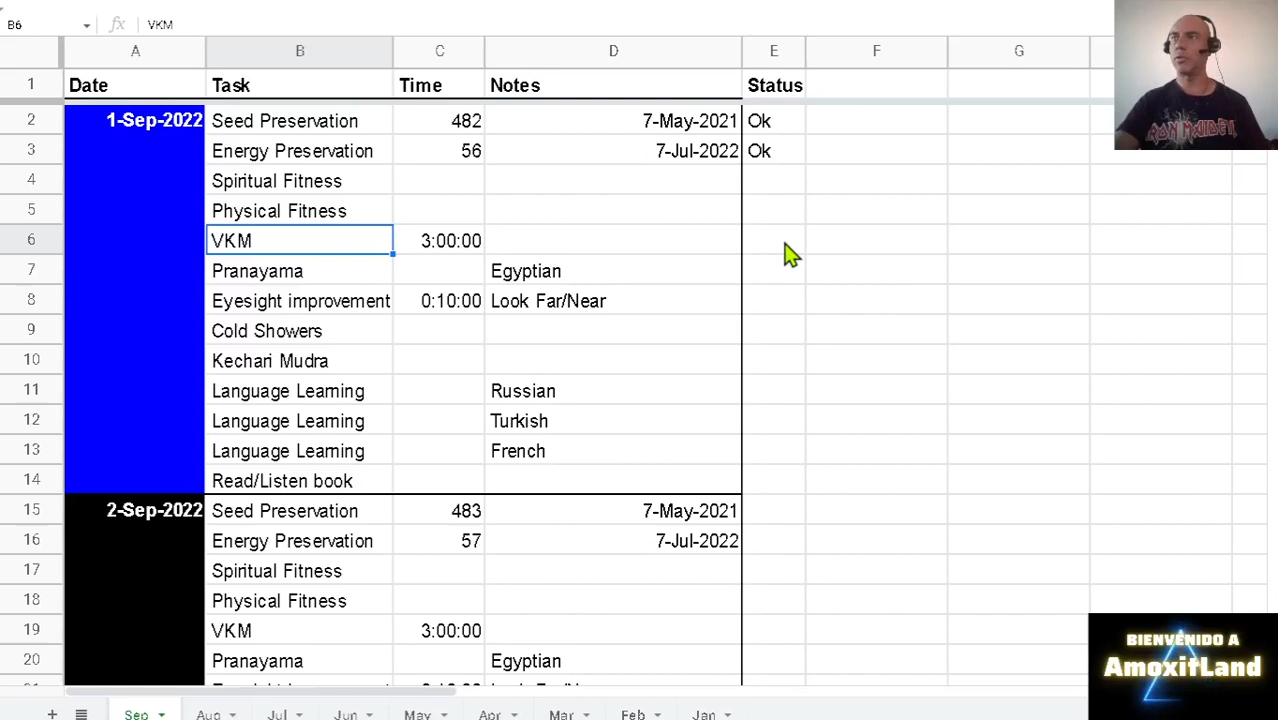 B6 fx VKM
A B C D E F G
1 Date Task Time Notes Status
2 1-Sep-2022 Seed Preservation 482 7-May-2021 Ok
3 Energy Preservation 56 7-Jul-2022 Ok
4 Spiritual Fitness
5 Physical Fitness
6 VKM 3:00:00
7 Pranayama Egyptian
8 Eyesight improvement 0:10:00 Look Far/Near
9 Cold Showers
10 Kechari Mudra
11 Language Learning Russian
12 Language Learning Turkish
13 Language Learning French
14 Read/Listen book
15 2-Sep-2022 Seed Preservation 483 7-May-2021
16 Energy Preservation 57 7-Jul-2022
17 Spiritual Fitness
18 Physical Fitness
19 VKM 3:00:00
20 Pranayama Egyptian
Sep Aug Jul Jun May Apr Mar Feb Jan
IRON MAIDEN
BIENVENIDO A
AmoxitLand